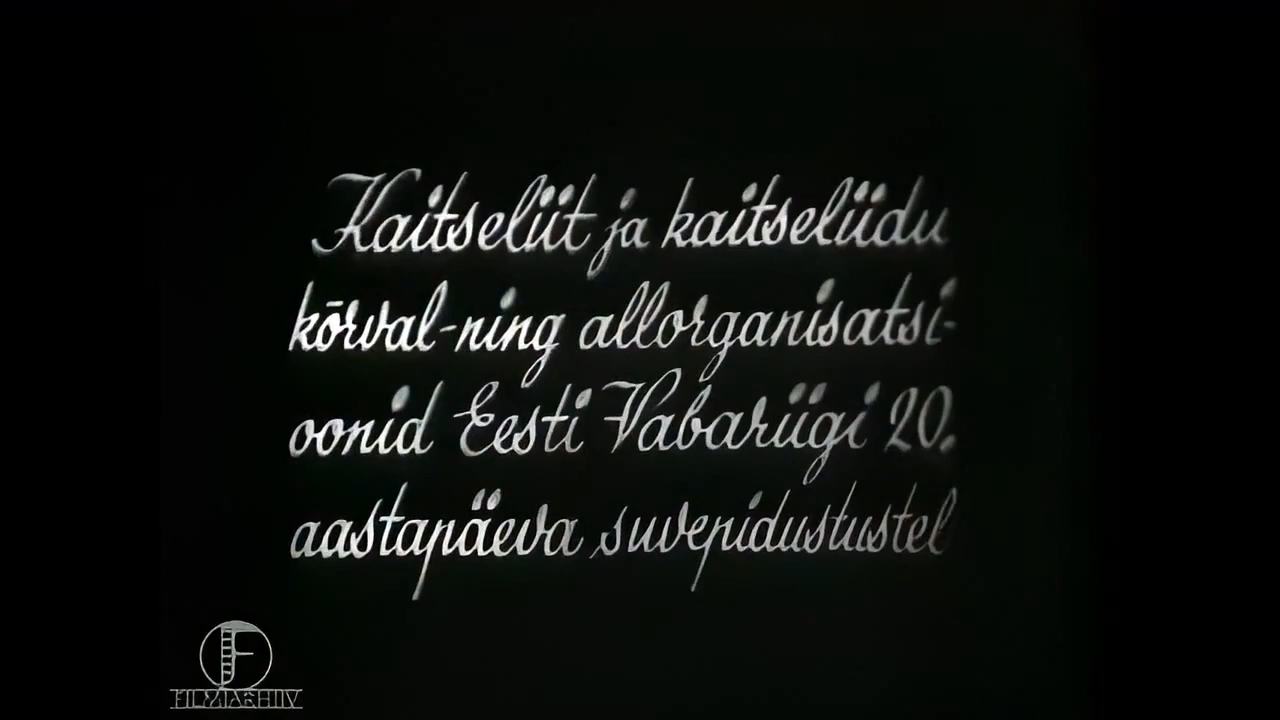 Kaitseliit ja kaitseliidu
kõrval-ning allorganisatsi-
oonid Eesti Vabariigi 20.
aastapäeva suvepidustustel
F
FILMIARHIIV